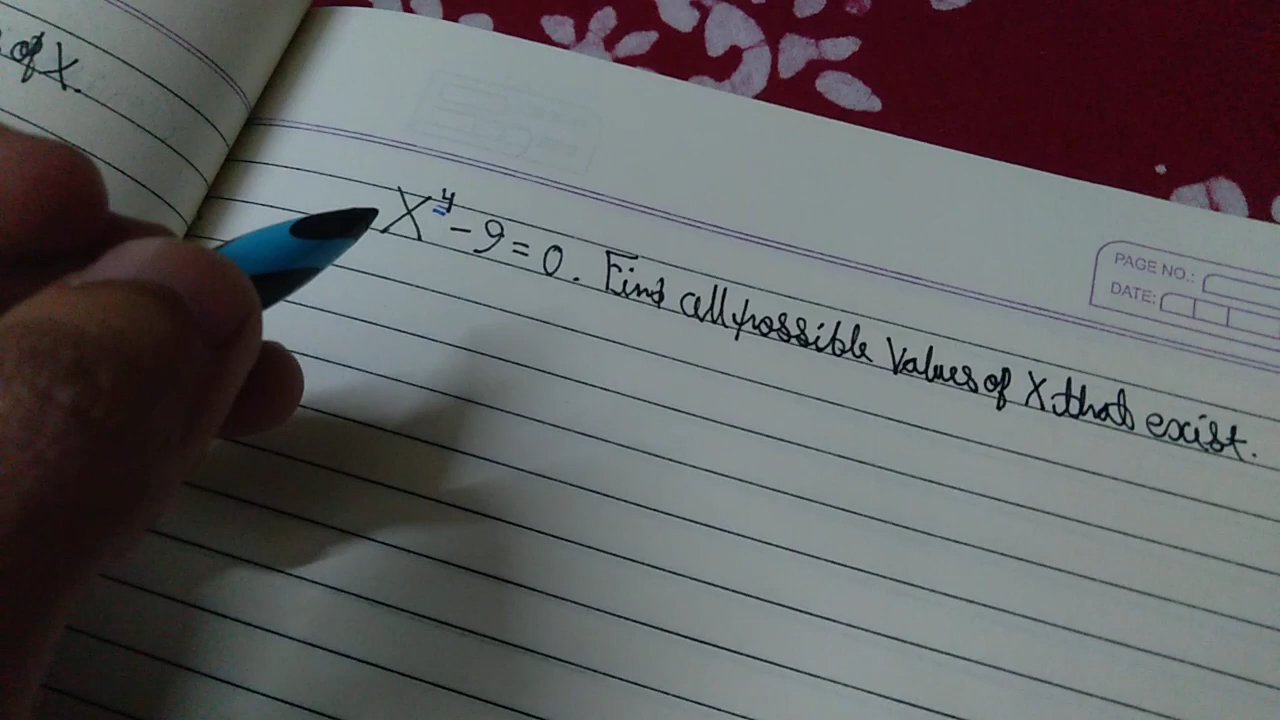 of X.
X⁴ - 9 = 0. Find all possible Values of X that exist.
PAGE NO.:
DATE: